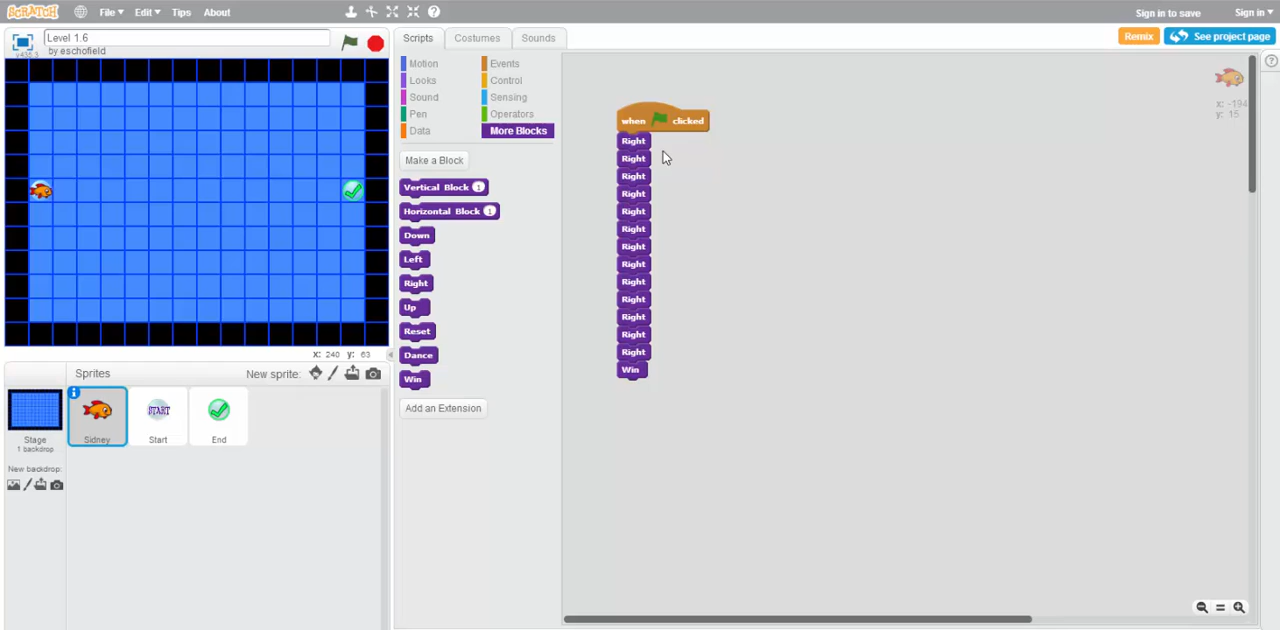 SCRATCH File Edit Tips About Sign in to save Sign in
Level 1.6
by eschofield
Scripts Costumes Sounds
Remix See project page
Motion Events
Looks Control
Sound Sensing
Pen Operators
Data More Blocks
Make a Block
Vertical Block 1
Horizontal Block 1
Down
Left
Right
Up
Reset
Dance
Win
Add an Extension
when clicked
Right
Right
Right
Right
Right
Right
Right
Right
Right
Right
Right
Right
Right
Win
x: -194
y: 15
x: 240 y: 63
Sprites New sprite:
Stage
1 backdrop
New backdrop:
Sidney
START
Start
End